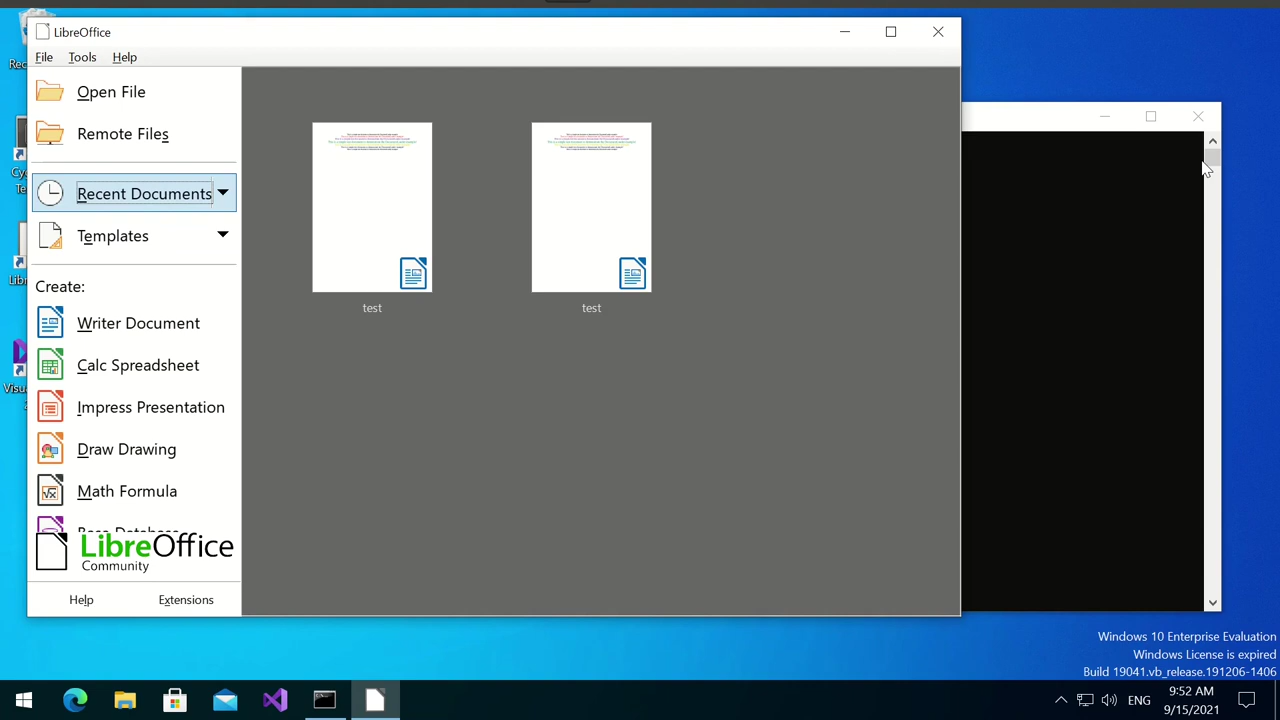 LibreOffice
File Tools Help
Open File
Remote Files
Recent Documents
Templates
Create:
Writer Document
Calc Spreadsheet
Impress Presentation
Draw Drawing
Math Formula
Base Database
LibreOffice
Community
Help Extensions
test test
Windows 10 Enterprise Evaluation
Windows License is expired
Build 19041.vb_release.191206-1406
ENG
9:52 AM
9/15/2021